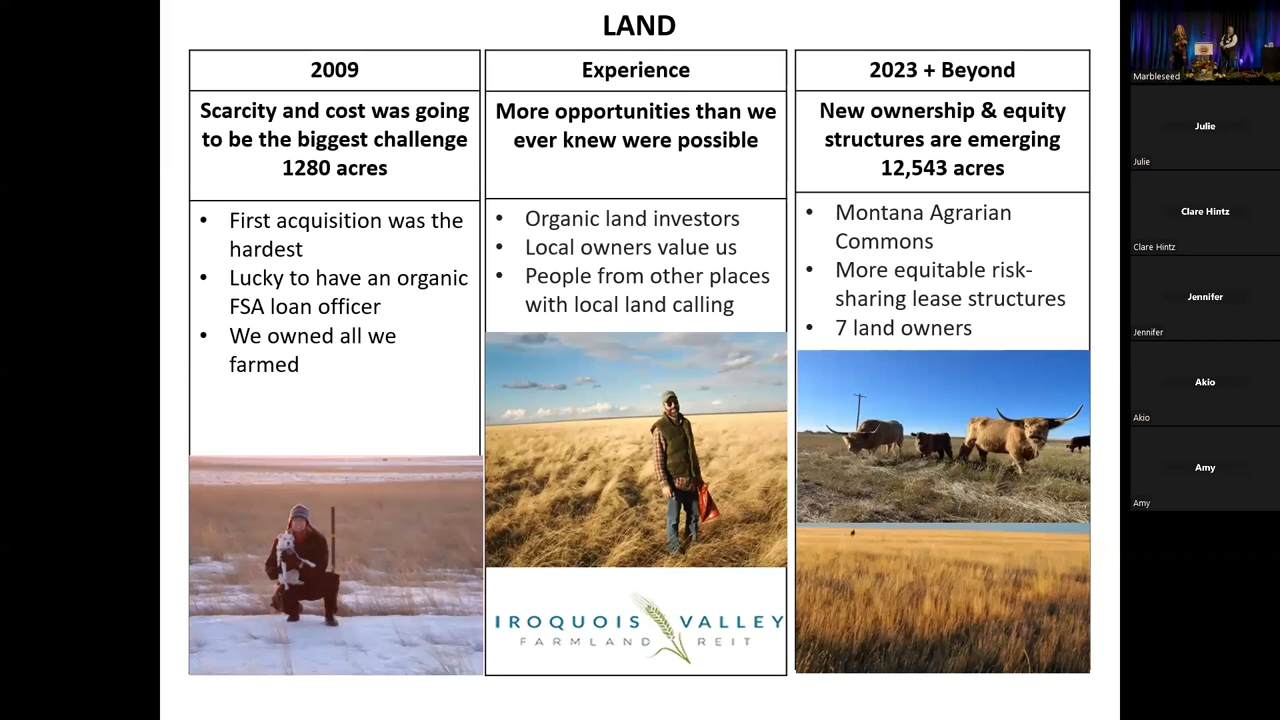 LAND
2009
Scarcity and cost was going
to be the biggest challenge
1280 acres
• First acquisition was the
hardest
• Lucky to have an organic
FSA loan officer
• We owned all we
farmed
Experience
More opportunities than we
ever knew were possible
• Organic land investors
• Local owners value us
• People from other places
with local land calling
IROQUOIS VALLEY
FARMLAND REIT
2023 + Beyond
New ownership & equity
structures are emerging
12,543 acres
• Montana Agrarian
Commons
• More equitable risk-
sharing lease structures
• 7 land owners
Marbleseed
Julie
Julie
Clare Hintz
Clare Hintz
Jennifer
Jennifer
Akio
Akio
Amy
Amy